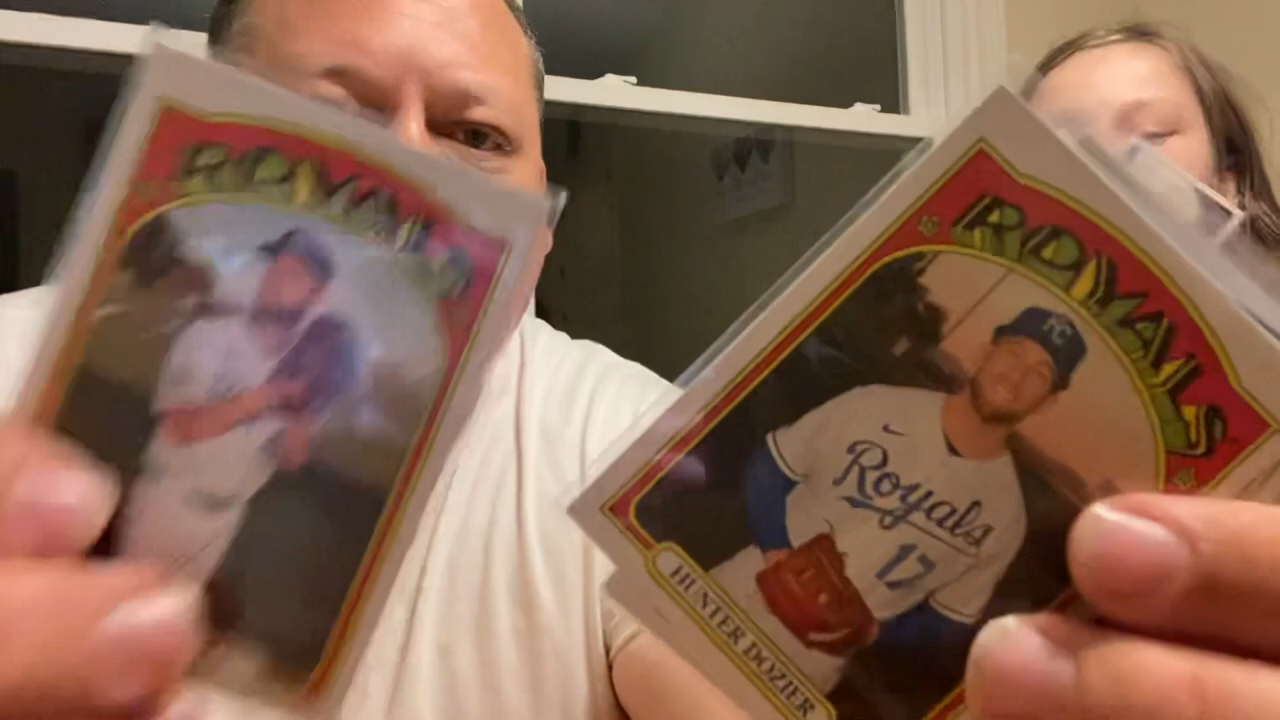 ROYALS
ROYALS
KC
Royals
17
HUNTER DOZIER